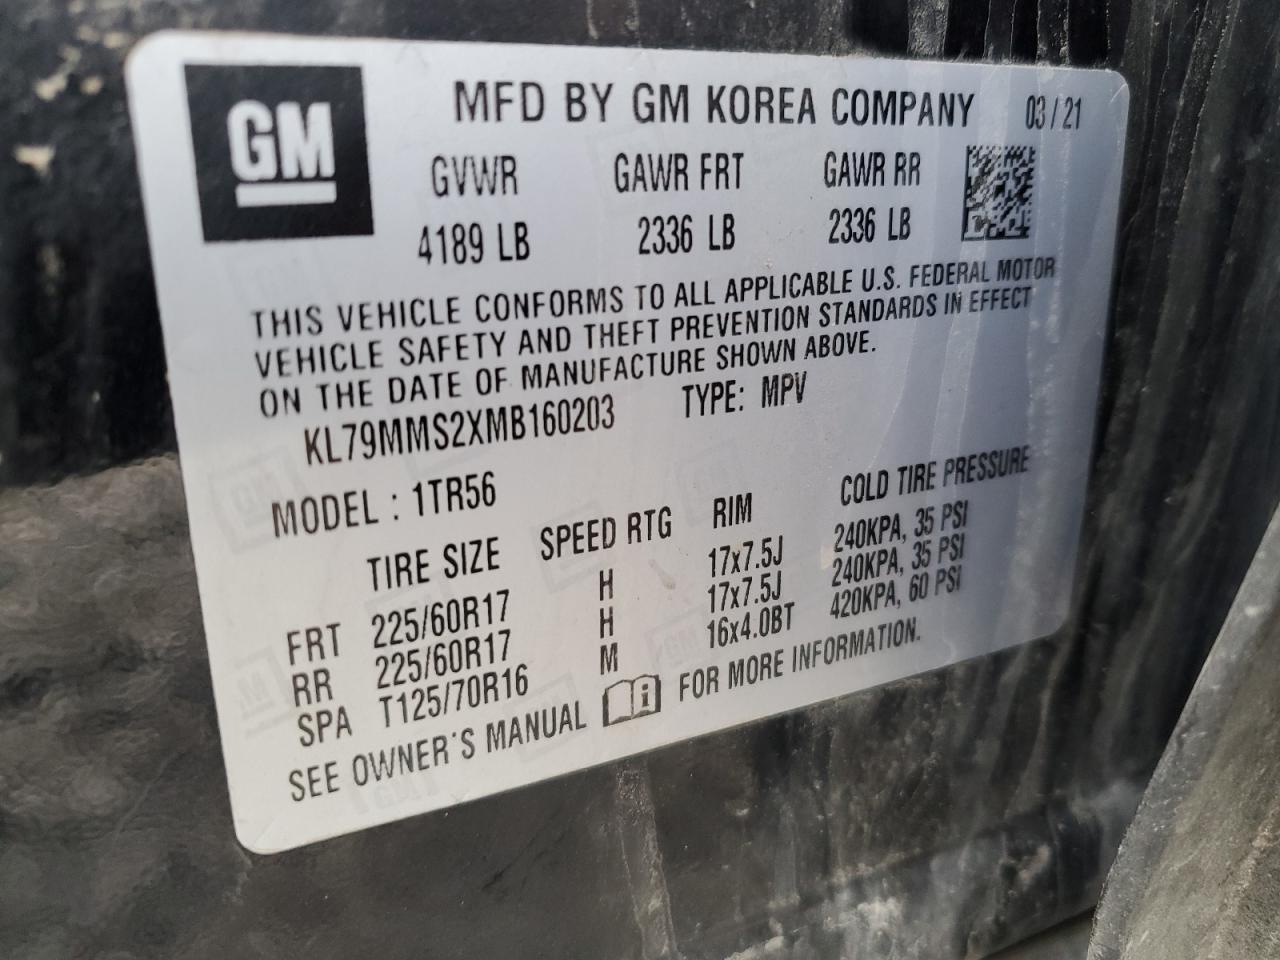 GM
MFD BY GM KOREA COMPANY 03/21
GVWR GAWR FRT GAWR RR
4189 LB 2336 LB 2336 LB
THIS VEHICLE CONFORMS TO ALL APPLICABLE U.S. FEDERAL MOTOR
VEHICLE SAFETY AND THEFT PREVENTION STANDARDS IN EFFECT
ON THE DATE OF MANUFACTURE SHOWN ABOVE.
KL79MMS2XMB160203 TYPE: MPV
MODEL : 1TR56
TIRE SIZE SPEED RTG RIM COLD TIRE PRESSURE
FRT 225/60R17 H 17x7.5J 240KPA, 35 PSI
RR 225/60R17 H 17x7.5J 240KPA, 35 PSI
SPA T125/70R16 M 16x4.0BT 420KPA, 60 PSI
SEE OWNER'S MANUAL i FOR MORE INFORMATION.